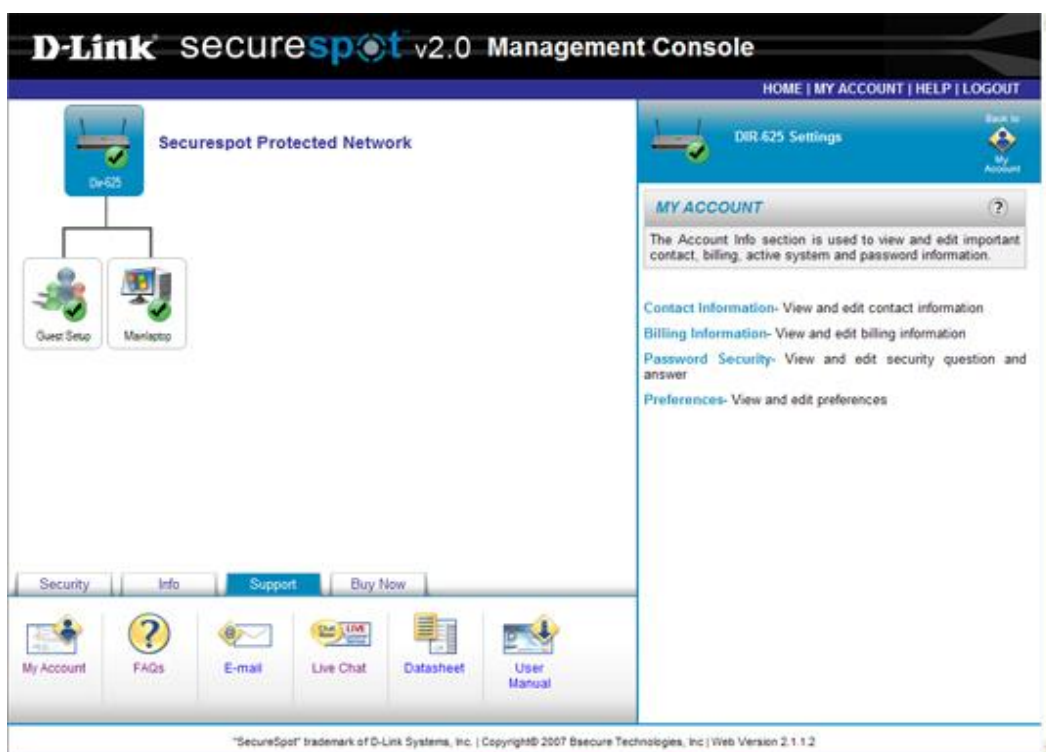 D-Link securespot v2.0 Management Console
HOME | MY ACCOUNT | HELP | LOGOUT
Securespot Protected Network
Dir-625
Guest Setup
Mainlaptop
DIR-625 Settings
Back to
My
Account
MY ACCOUNT
?
The Account Info section is used to view and edit important
contact, billing, active system and password information.
Contact Information- View and edit contact information
Billing Information- View and edit billing information
Password Security- View and edit security question and
answer
Preferences- View and edit preferences
Security Info Support Buy Now
My Account FAQs E-mail Live Chat Datasheet User
Manual
"SecureSpot" trademark of D-Link Systems, Inc. | Copyright© 2007 Bsecure Technologies, Inc | Web Version 2.1.1.2